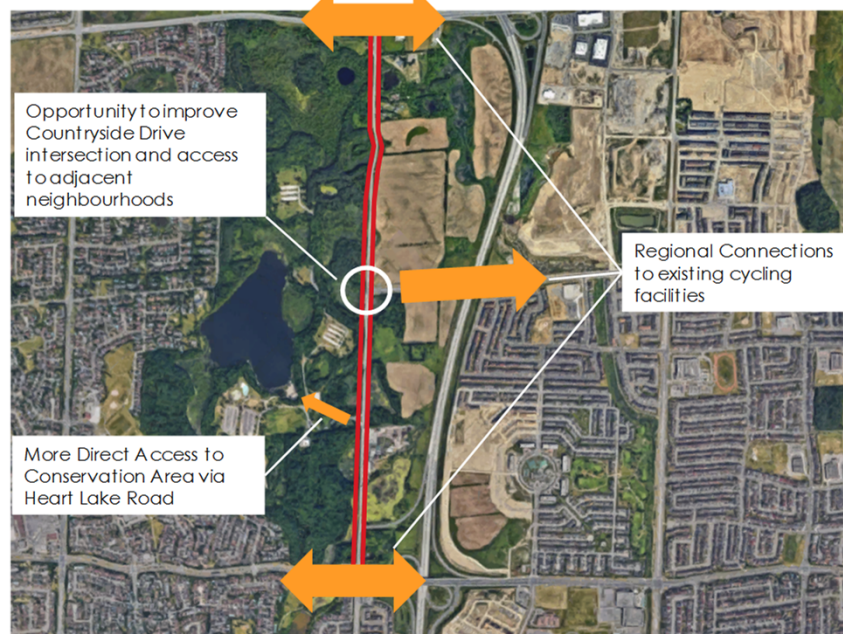 Opportunity to improve
Countryside Drive
intersection and access
to adjacent
neighbourhoods
Regional Connections
to existing cycling
facilities
More Direct Access to
Conservation Area via
Heart Lake Road